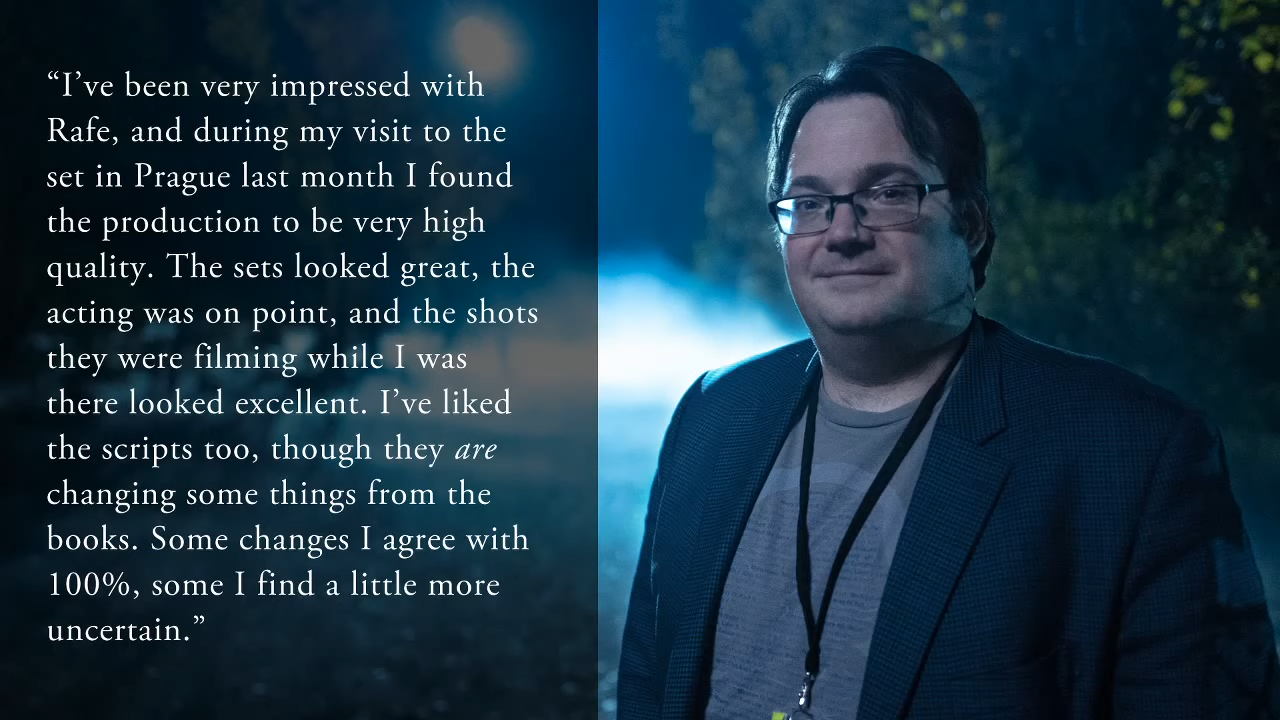 “I’ve been very impressed with
Rafe, and during my visit to the
set in Prague last month I found
the production to be very high
quality. The sets looked great, the
acting was on point, and the shots
they were filming while I was
there looked excellent. I’ve liked
the scripts too, though they are
changing some things from the
books. Some changes I agree with
100%, some I find a little more
uncertain.”